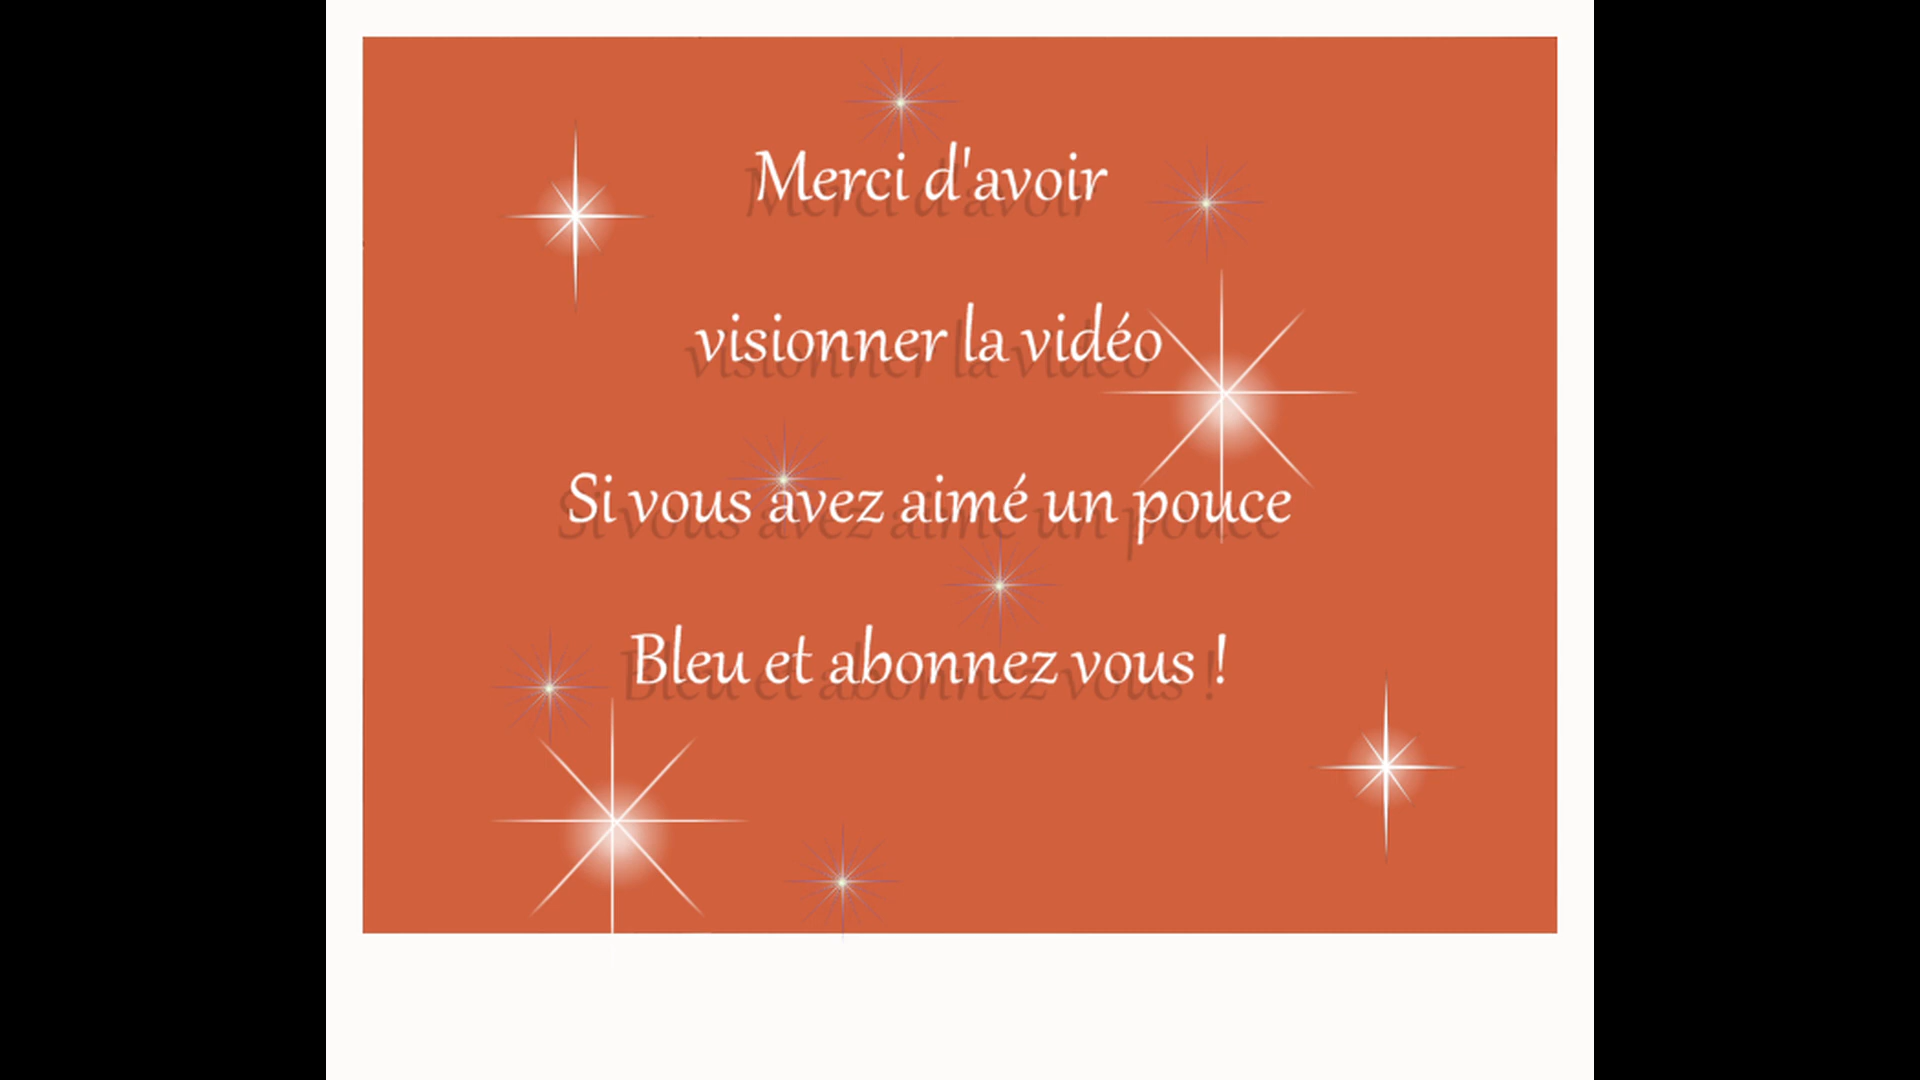 Merci d'avoir
visionner la vidéo
Si vous avez aimé un pouce
Bleu et abonnez vous !